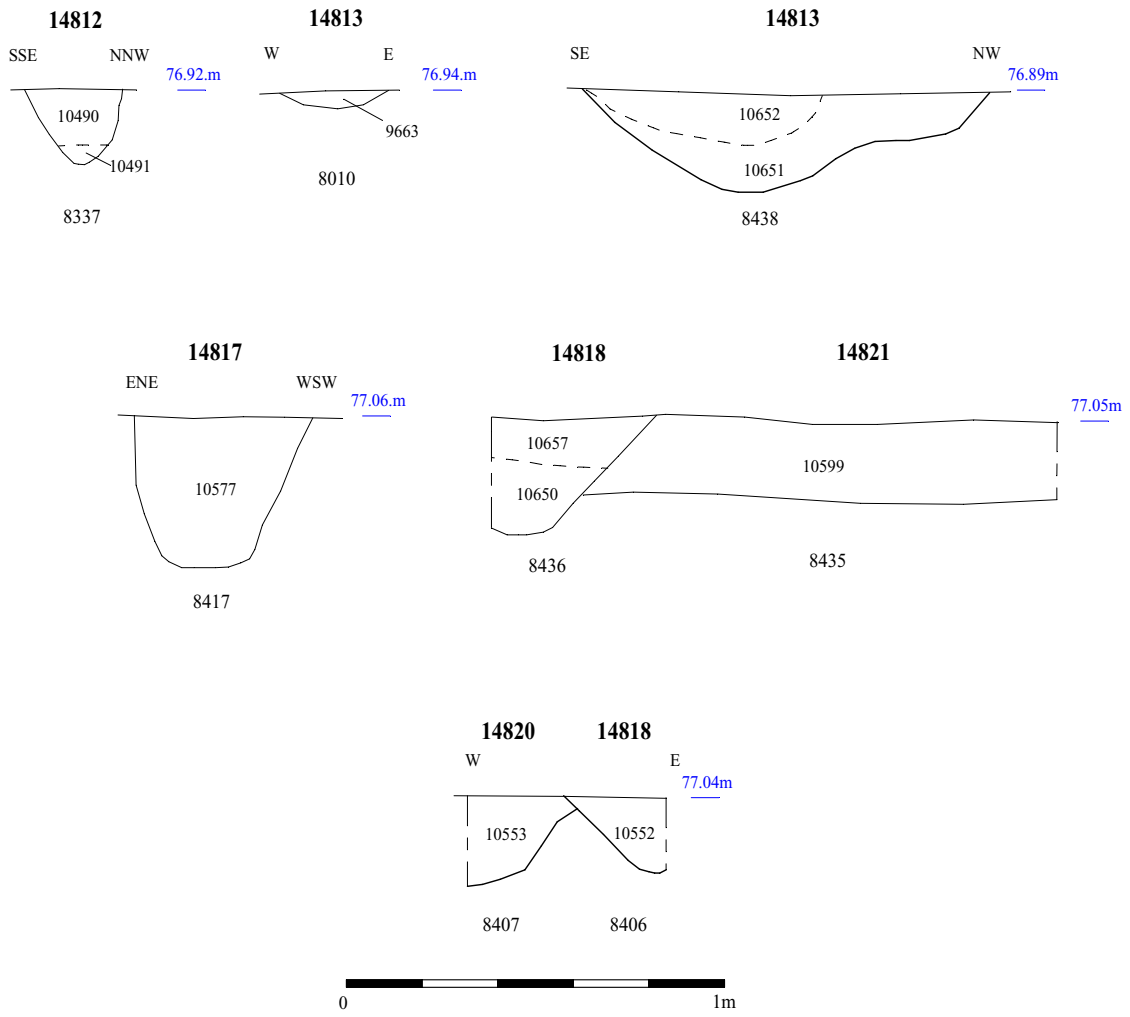 14812 14813 14813
SSE NNW W E SE NW
76.92.m 76.94.m 76.89m
10490 10652
9663
10491 10651
8010
8337 8438
14817 14818 14821
ENE WSW
77.06.m 77.05m
10657
10599
10577 10650
8436 8435
8417
14820 14818
W E
77.04m
10553 10552
8407 8406
0 1m